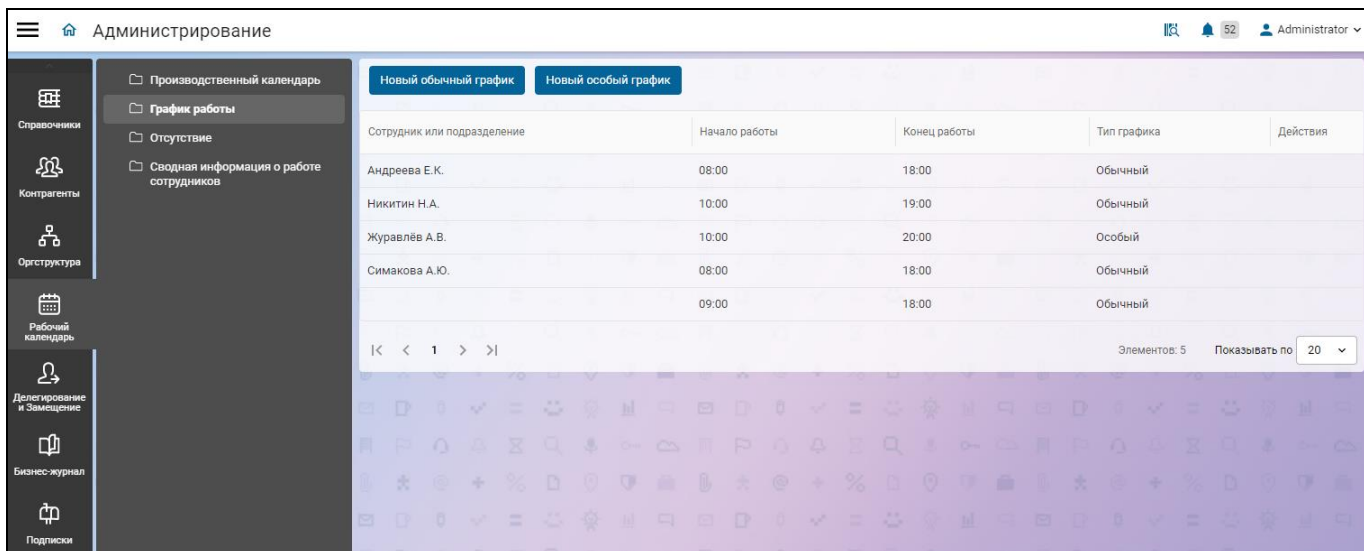 Администрирование
52
Administrator
Справочники
Контрагенты
Оргструктура
Рабочий
календарь
Делегирование
и Замещение
Бизнес-журнал
Подписки
Производственный календарь
График работы
Отсутствие
Сводная информация о работе
сотрудников
Новый обычный график Новый особый график
Сотрудник или подразделение Начало работы Конец работы Тип графика Действия
Андреева Е.К. 08:00 18:00 Обычный
Никитин Н.А. 10:00 19:00 Обычный
Журавлёв А.В. 10:00 20:00 Особый
Симакова А.Ю. 08:00 18:00 Обычный
09:00 18:00 Обычный
1 Элементов: 5 Показывать по 20